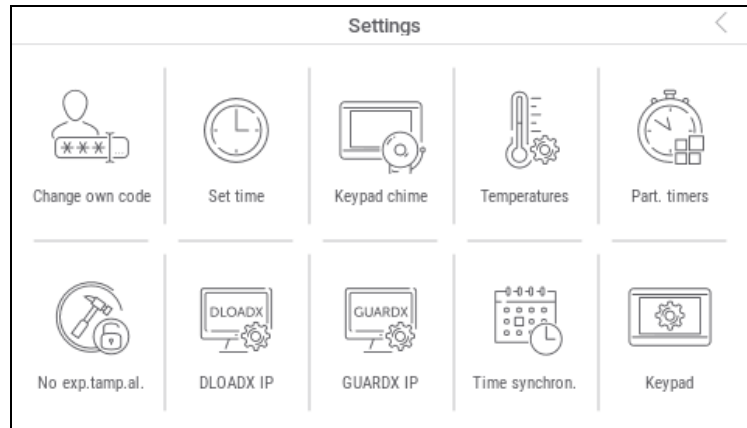 Settings
* * *
Change own code
Set time
Keypad chime
Temperatures
Part. timers
DLOADX
GUARDX
No exp.tamp.al.
DLOADX IP
GUARDX IP
Time synchron.
Keypad